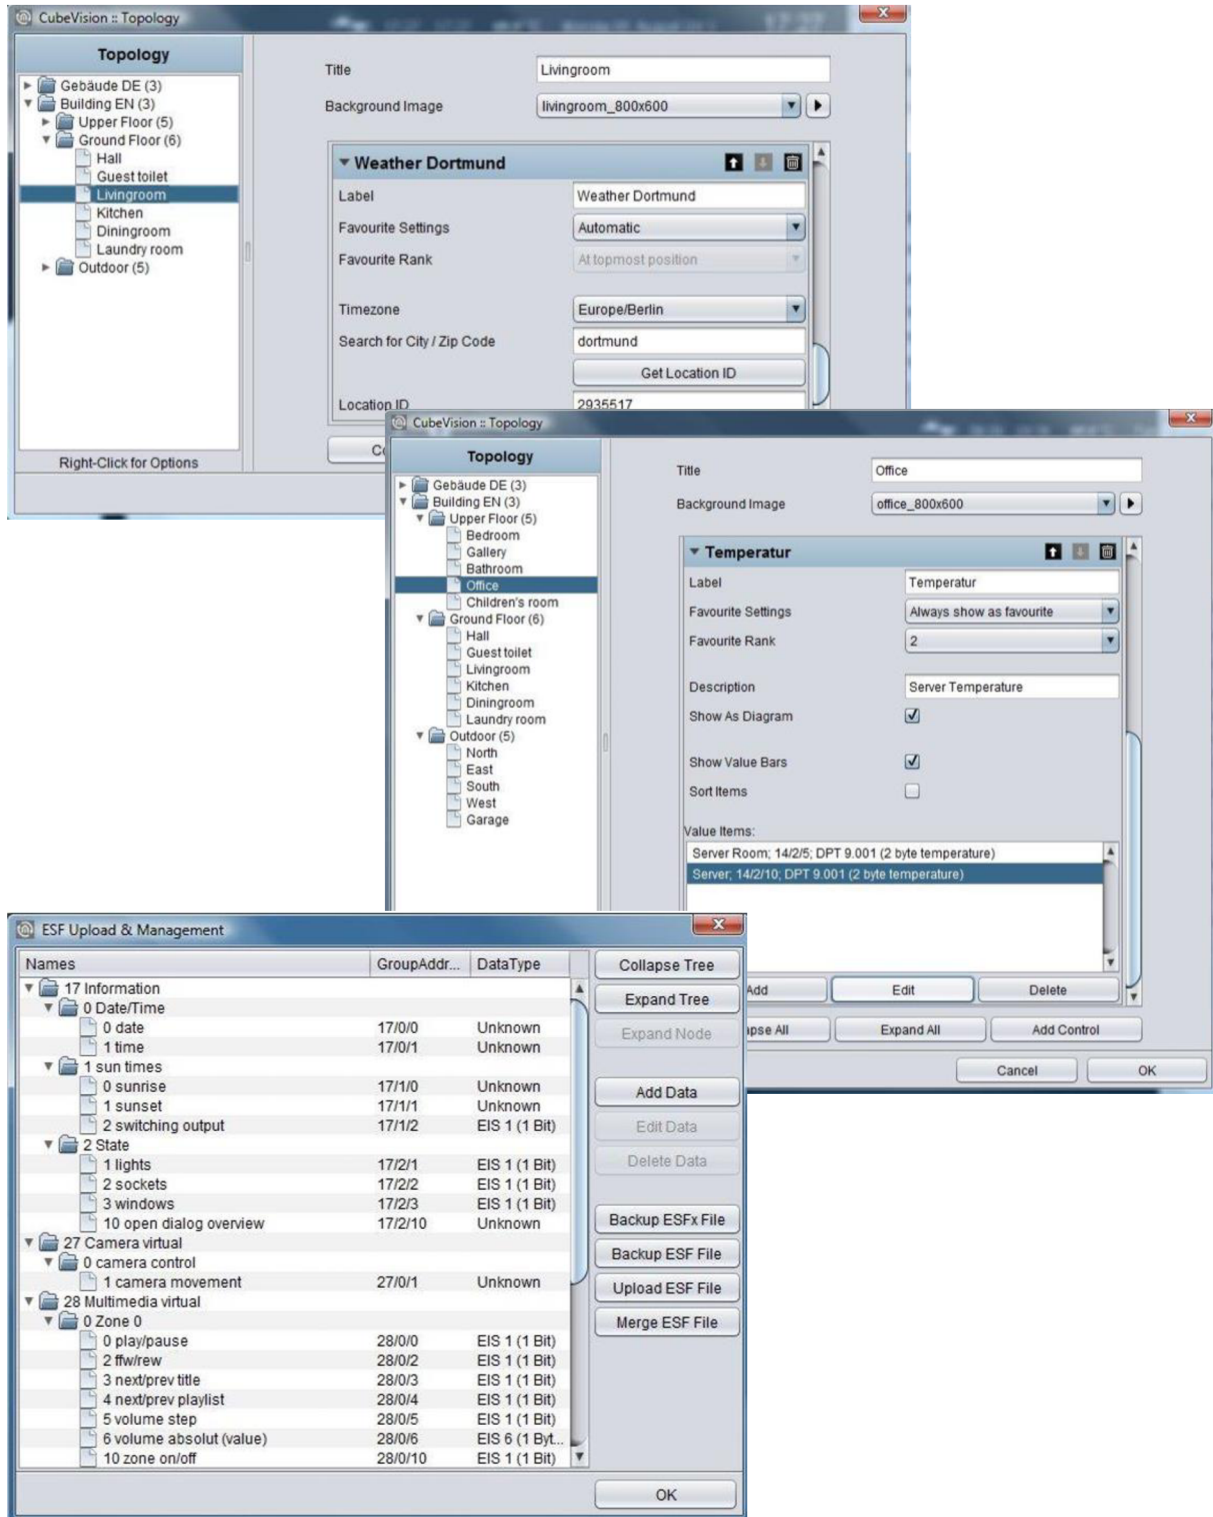 CubeVision :: Topology
Topology
Gebäude DE (3)
Building EN (3)
Upper Floor (5)
Ground Floor (6)
Hall
Guest toilet
Livingroom
Kitchen
Diningroom
Laundry room
Outdoor (5)
Right-Click for Options
Title Livingroom
Background Image livingroom_800x600
Weather Dortmund
Label Weather Dortmund
Favourite Settings Automatic
Favourite Rank At topmost position
Timezone Europe/Berlin
Search for City / Zip Code dortmund
Get Location ID
Location ID 2935517
CubeVision :: Topology
Topology
Gebäude DE (3)
Building EN (3)
Upper Floor (5)
Bedroom
Gallery
Bathroom
Office
Children's room
Ground Floor (6)
Hall
Guest toilet
Livingroom
Kitchen
Diningroom
Laundry room
Outdoor (5)
North
East
South
West
Garage
Title Office
Background Image office_800x600
Temperatur
Label Temperatur
Favourite Settings Always show as favourite
Favourite Rank 2
Description Server Temperature
Show As Diagram
Show Value Bars
Sort Items
Value Items:
Server Room; 14/2/5; DPT 9.001 (2 byte temperature)
Server; 14/2/10; DPT 9.001 (2 byte temperature)
Add Edit Delete
pse All Expand All Add Control
Cancel OK
ESF Upload & Management
Names GroupAddr... DataType
17 Information
0 Date/Time
0 date 17/0/0 Unknown
1 time 17/0/1 Unknown
1 sun times
0 sunrise 17/1/0 Unknown
1 sunset 17/1/1 Unknown
2 switching output 17/1/2 EIS 1 (1 Bit)
2 State
1 lights 17/2/1 EIS 1 (1 Bit)
2 sockets 17/2/2 EIS 1 (1 Bit)
3 windows 17/2/3 EIS 1 (1 Bit)
10 open dialog overview 17/2/10 Unknown
27 Camera virtual
0 camera control
1 camera movement 27/0/1 Unknown
28 Multimedia virtual
0 Zone 0
0 play/pause 28/0/0 EIS 1 (1 Bit)
2 ffw/rew 28/0/2 EIS 1 (1 Bit)
3 next/prev title 28/0/3 EIS 1 (1 Bit)
4 next/prev playlist 28/0/4 EIS 1 (1 Bit)
5 volume step 28/0/5 EIS 1 (1 Bit)
6 volume absolut (value) 28/0/6 EIS 6 (1 Byt...
10 zone on/off 28/0/10 EIS 1 (1 Bit)
Collapse Tree
Expand Tree
Expand Node
Add Data
Edit Data
Delete Data
Backup ESFx File
Backup ESF File
Upload ESF File
Merge ESF File
OK